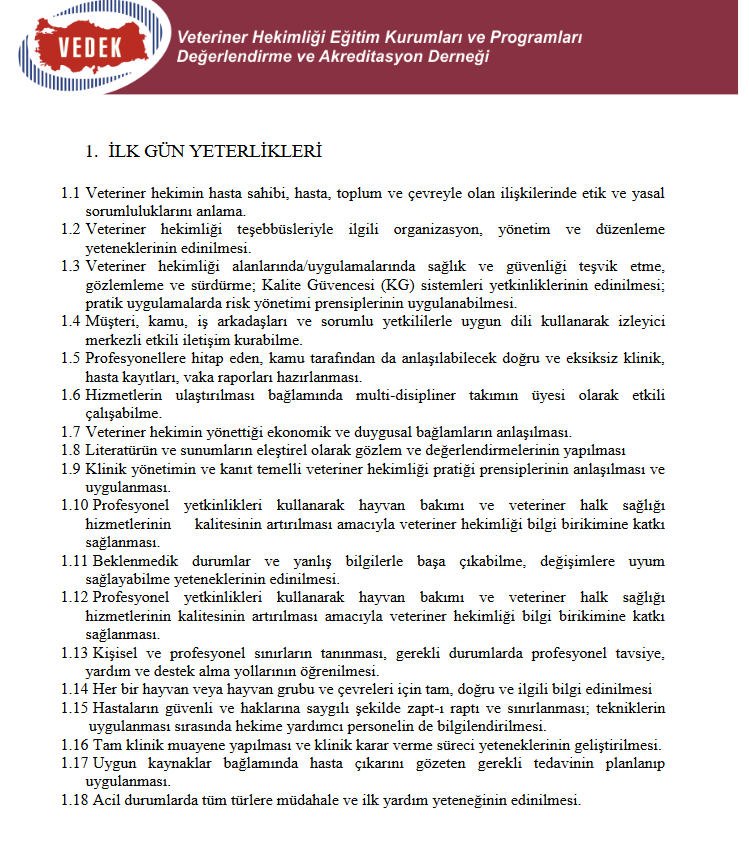 VEDEK
Veteriner Hekimliği Eğitim Kurumları ve Programları
Değerlendirme ve Akreditasyon Derneği
1. İLK GÜN YETERLİKLERİ
1.1 Veteriner hekimin hasta sahibi, hasta, toplum ve çevreyle olan ilişkilerinde etik ve yasal
sorumluluklarını anlama.
1.2 Veteriner hekimliği teşebbüsleriyle ilgili organizasyon, yönetim ve düzenleme
yeteneklerinin edinilmesi.
1.3 Veteriner hekimliği alanlarında/uygulamalarında sağlık ve güvenliği teşvik etme,
gözlemleme ve sürdürme; Kalite Güvencesi (KG) sistemleri yetkinliklerinin edinilmesi;
pratik uygulamalarda risk yönetimi prensiplerinin uygulanabilmesi.
1.4 Müşteri, kamu, iş arkadaşları ve sorumlu yetkililerle uygun dili kullanarak izleyici
merkezli etkili iletişim kurabilme.
1.5 Profesyonellere hitap eden, kamu tarafından da anlaşılabilecek doğru ve eksiksiz klinik,
hasta kayıtları, vaka raporları hazırlanması.
1.6 Hizmetlerin ulaştırılması bağlamında multi-disipliner takımın üyesi olarak etkili
çalışabilme.
1.7 Veteriner hekimin yönettiği ekonomik ve duygusal bağlamların anlaşılması.
1.8 Literatürün ve sunumların eleştirel olarak gözlem ve değerlendirmelerinin yapılması
1.9 Klinik yönetimin ve kanıt temelli veteriner hekimliği pratiği prensiplerinin anlaşılması ve
uygulanması.
1.10 Profesyonel yetkinlikleri kullanarak hayvan bakımı ve veteriner halk sağlığı
hizmetlerinin kalitesinin artırılması amacıyla veteriner hekimliği bilgi birikimine katkı
sağlanması.
1.11 Beklenmedik durumlar ve yanlış bilgilerle başa çıkabilme, değişimlere uyum
sağlayabilme yeteneklerinin edinilmesi.
1.12 Profesyonel yetkinlikleri kullanarak hayvan bakımı ve veteriner halk sağlığı
hizmetlerinin kalitesinin artırılması amacıyla veteriner hekimliği bilgi birikimine katkı
sağlanması.
1.13 Kişisel ve profesyonel sınırların tanınması, gerekli durumlarda profesyonel tavsiye,
yardım ve destek alma yollarının öğrenilmesi.
1.14 Her bir hayvan veya hayvan grubu ve çevreleri için tam, doğru ve ilgili bilgi edinilmesi
1.15 Hastaların güvenli ve haklarına saygılı şekilde zapt-ı raptı ve sınırlanması; tekniklerin
uygulanması sırasında hekime yardımcı personelin de bilgilendirilmesi.
1.16 Tam klinik muayene yapılması ve klinik karar verme süreci yeteneklerinin geliştirilmesi.
1.17 Uygun kaynaklar bağlamında hasta çıkarını gözeten gerekli tedavinin planlanıp
uygulanması.
1.18 Acil durumlarda tüm türlere müdahale ve ilk yardım yeteneğinin edinilmesi.